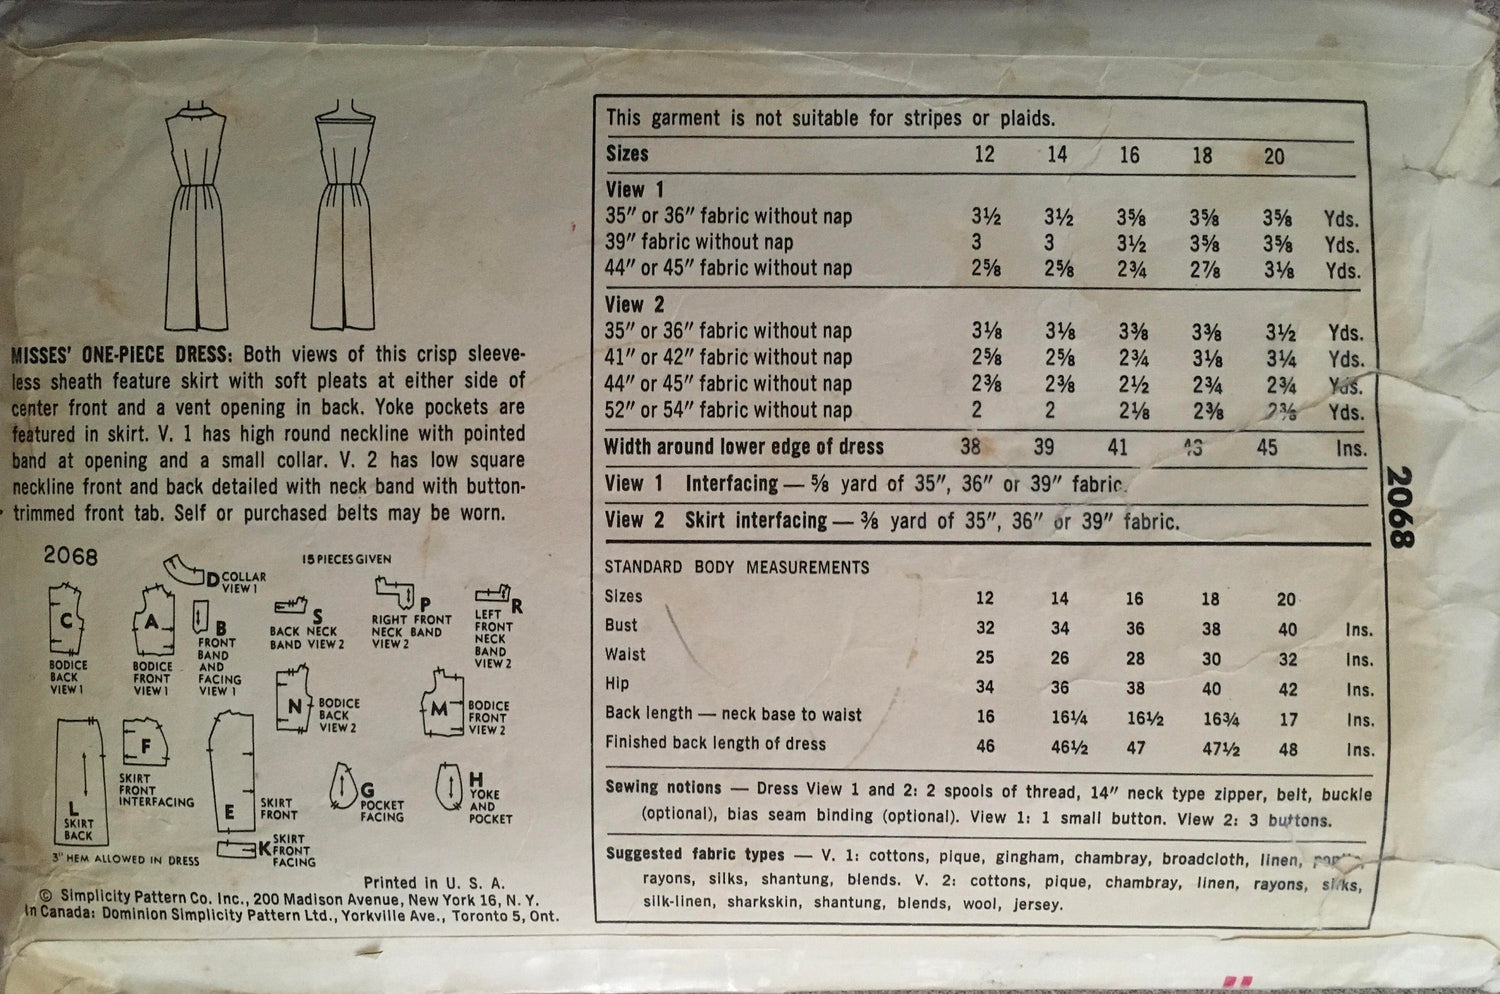 MISSES' ONE-PIECE DRESS: Both views of this crisp sleeve-
less sheath feature skirt with soft pleats at either side of
center front and a vent opening in back. Yoke pockets are
featured in skirt. V. 1 has high round neckline with pointed
band at opening and a small collar. V. 2 has low square
neckline front and back detailed with neck band with button-
trimmed front tab. Self or purchased belts may be worn.
2068
15 PIECES GIVEN
C
BODICE
BACK
VIEW 1
A
BODICE
FRONT
VIEW 1
D COLLAR
VIEW 1
B
FRONT
BAND
AND
FACING
VIEW 1
S
BACK NECK
BAND VIEW 2
P
RIGHT FRONT
NECK BAND
VIEW 2
R
LEFT
FRONT
NECK
BAND
VIEW 2
N BODICE
BACK
VIEW 2
M BODICE
FRONT
VIEW 2
L
SKIRT
BACK
F
SKIRT
FRONT
INTERFACING
E SKIRT
FRONT
G
POCKET
FACING
H
YOKE
AND
POCKET
K SKIRT
FRONT
FACING
3" HEM ALLOWED IN DRESS
Printed in U. S. A.
© Simplicity Pattern Co. Inc., 200 Madison Avenue, New York 16, N. Y.
In Canada: Dominion Simplicity Pattern Ltd., Yorkville Ave., Toronto 5, Ont.
This garment is not suitable for stripes or plaids.
Sizes 12 14 16 18 20
View 1
35" or 36" fabric without nap 3½ 3½ 3⅝ 3⅝ 3⅝ Yds.
39" fabric without nap 3 3 3½ 3⅝ 3⅝ Yds.
44" or 45" fabric without nap 2⅝ 2⅝ 2¾ 2⅞ 3⅛ Yds.
View 2
35" or 36" fabric without nap 3⅛ 3⅛ 3⅜ 3⅜ 3½ Yds.
41" or 42" fabric without nap 2⅝ 2⅝ 2¾ 3⅛ 3¼ Yds.
44" or 45" fabric without nap 2⅜ 2⅜ 2½ 2¾ 2¾ Yds.
52" or 54" fabric without nap 2 2 2⅛ 2⅜ 2⅜ Yds.
Width around lower edge of dress 38 39 41 43 45 Ins.
View 1 Interfacing — ⅝ yard of 35", 36" or 39" fabric.
View 2 Skirt interfacing — ⅜ yard of 35", 36" or 39" fabric.
STANDARD BODY MEASUREMENTS
Sizes 12 14 16 18 20
Bust 32 34 36 38 40 Ins.
Waist 25 26 28 30 32 Ins.
Hip 34 36 38 40 42 Ins.
Back length — neck base to waist 16 16¼ 16½ 16¾ 17 Ins.
Finished back length of dress 46 46½ 47 47½ 48 Ins.
Sewing notions — Dress View 1 and 2: 2 spools of thread, 14" neck type zipper, belt, buckle
(optional), bias seam binding (optional). View 1: 1 small button. View 2: 3 buttons.
Suggested fabric types — V. 1: cottons, pique, gingham, chambray, broadcloth, linen,
rayons, silks, shantung, blends. V. 2: cottons, pique, chambray, linen, rayons, silks,
silk-linen, sharkskin, shantung, blends, wool, jersey.
2068